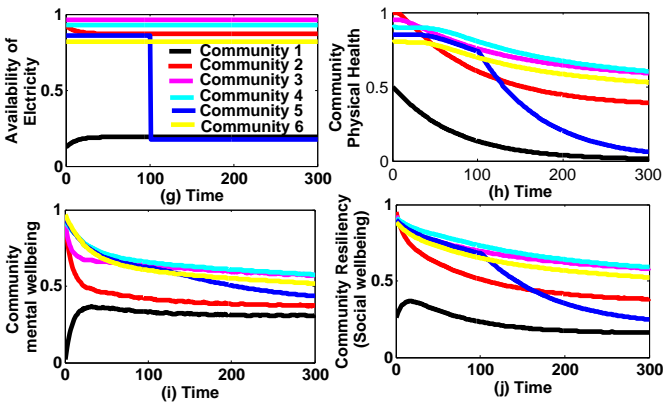 Availability of
Elctricity
1
0.5
0
0
100
200
300
(g) Time
Community 1
Community 2
Community 3
Community 4
Community 5
Community 6
Community
Physical Health
1
0.5
0
0
100
200
300
(h) Time
Community
mental wellbeing
1
0.5
0
0
100
200
300
(i) Time
Community Resiliency
(Social wellbeing)
1
0.5
0
0
100
200
300
(j) Time